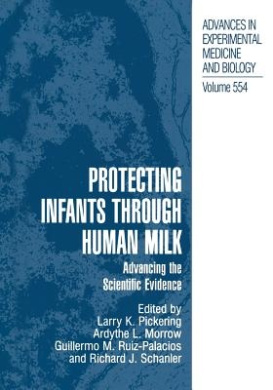 ADVANCES IN
EXPERIMENTAL
MEDICINE
AND BIOLOGY
Volume 554
PROTECTING
INFANTS THROUGH
HUMAN MILK
Advancing the
Scientific Evidence
Edited by
Larry K. Pickering
Ardythe L. Morrow
Guillermo M. Ruiz-Palacios
and Richard J. Schanler